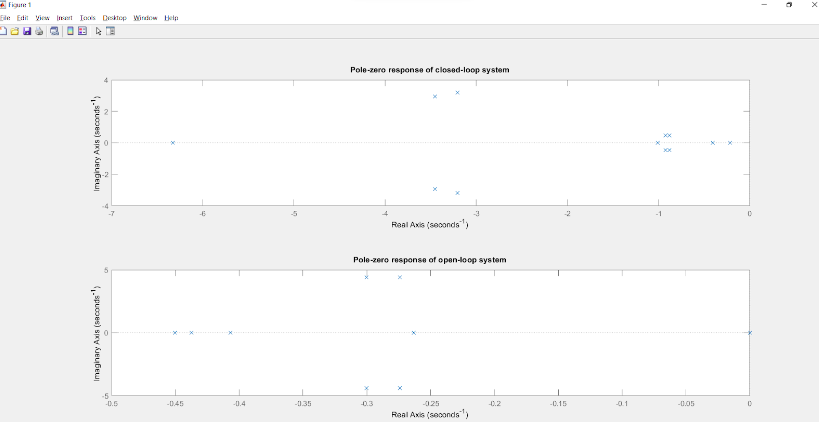 Figure 1
File Edit View Insert Tools Desktop Window Help
Pole-zero response of closed-loop system
4
2
0
-2
-4
Imaginary Axis (seconds⁻¹)
-7 -6 -5 -4 -3 -2 -1 0
Real Axis (seconds⁻¹)
Pole-zero response of open-loop system
5
0
-5
Imaginary Axis (seconds⁻¹)
-0.5 -0.45 -0.4 -0.35 -0.3 -0.25 -0.2 -0.15 -0.1 -0.05 0
Real Axis (seconds⁻¹)